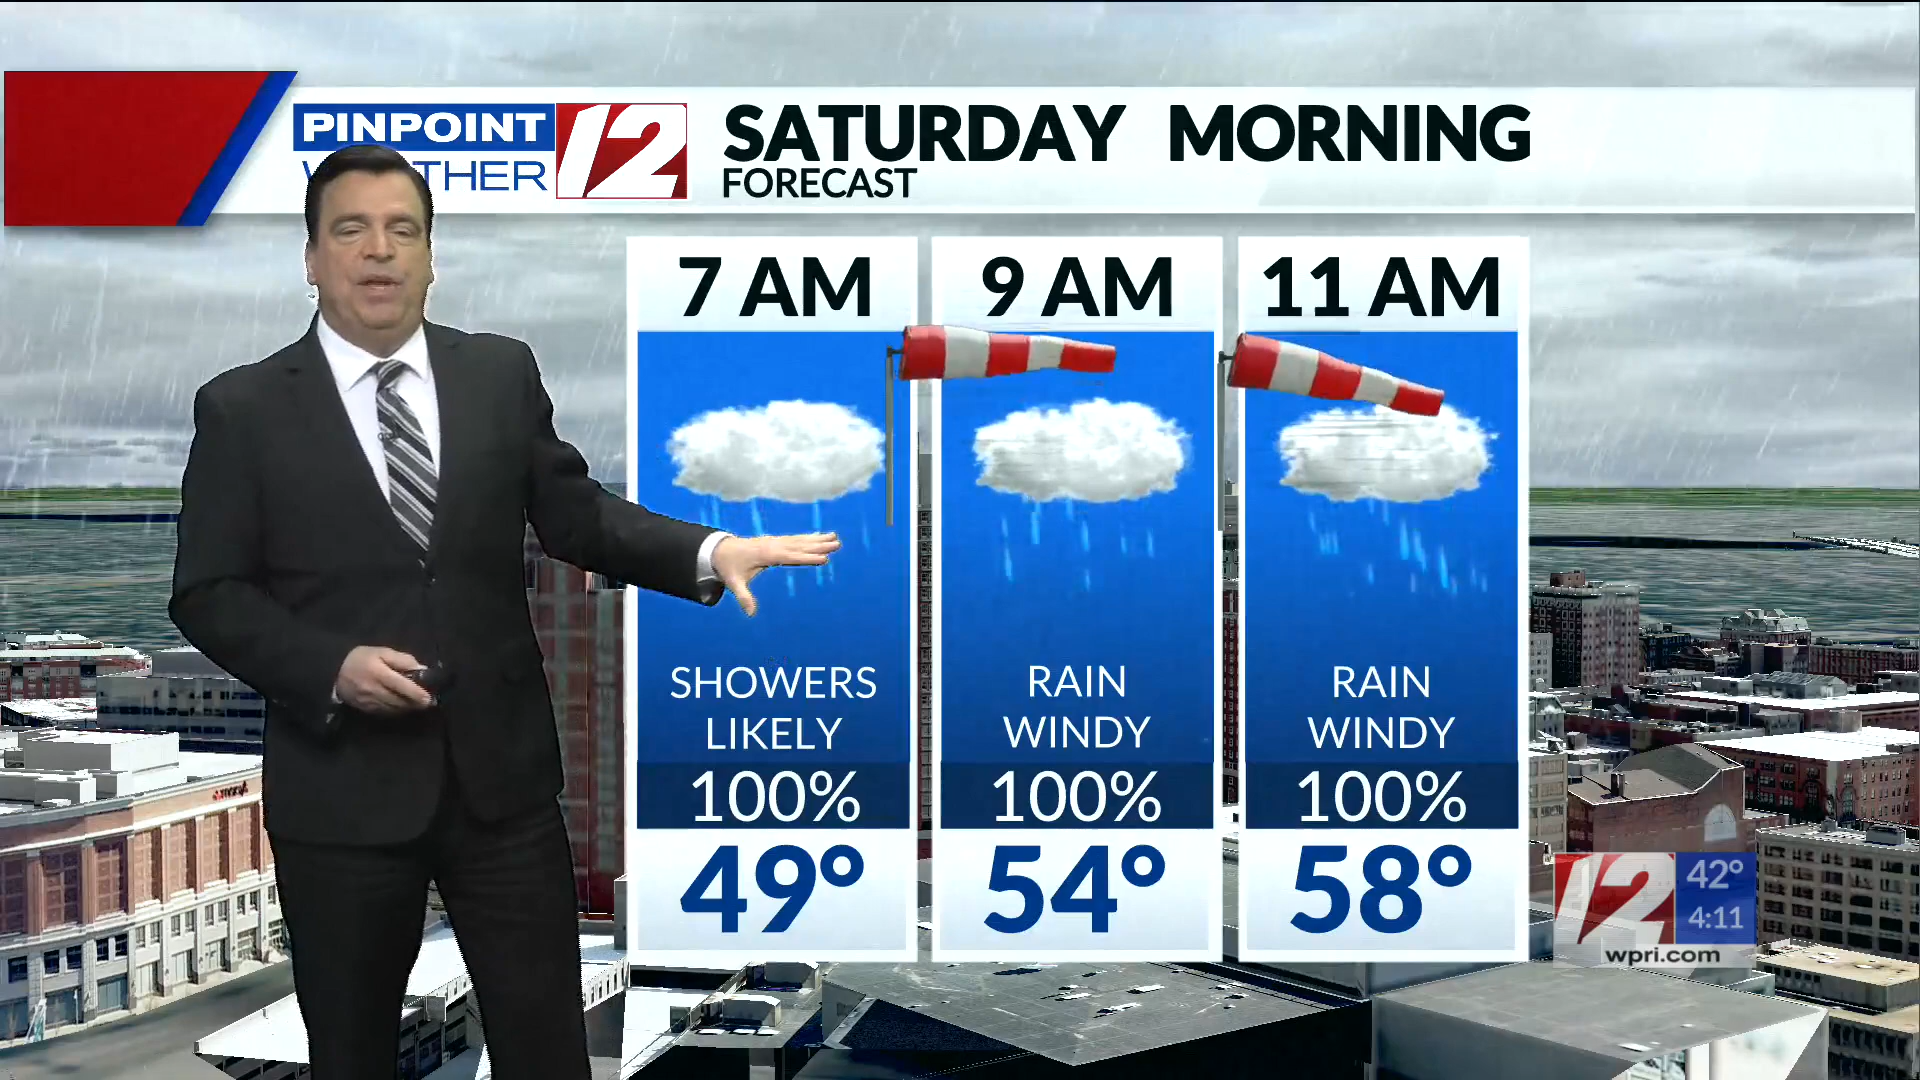 PINPOINT
THER
12
SATURDAY MORNING
FORECAST
7 AM
9 AM
11 AM
SHOWERS
LIKELY
100%
49°
RAIN
WINDY
100%
54°
RAIN
WINDY
100%
58°
macy's
12
42°
4:11
wpri.com